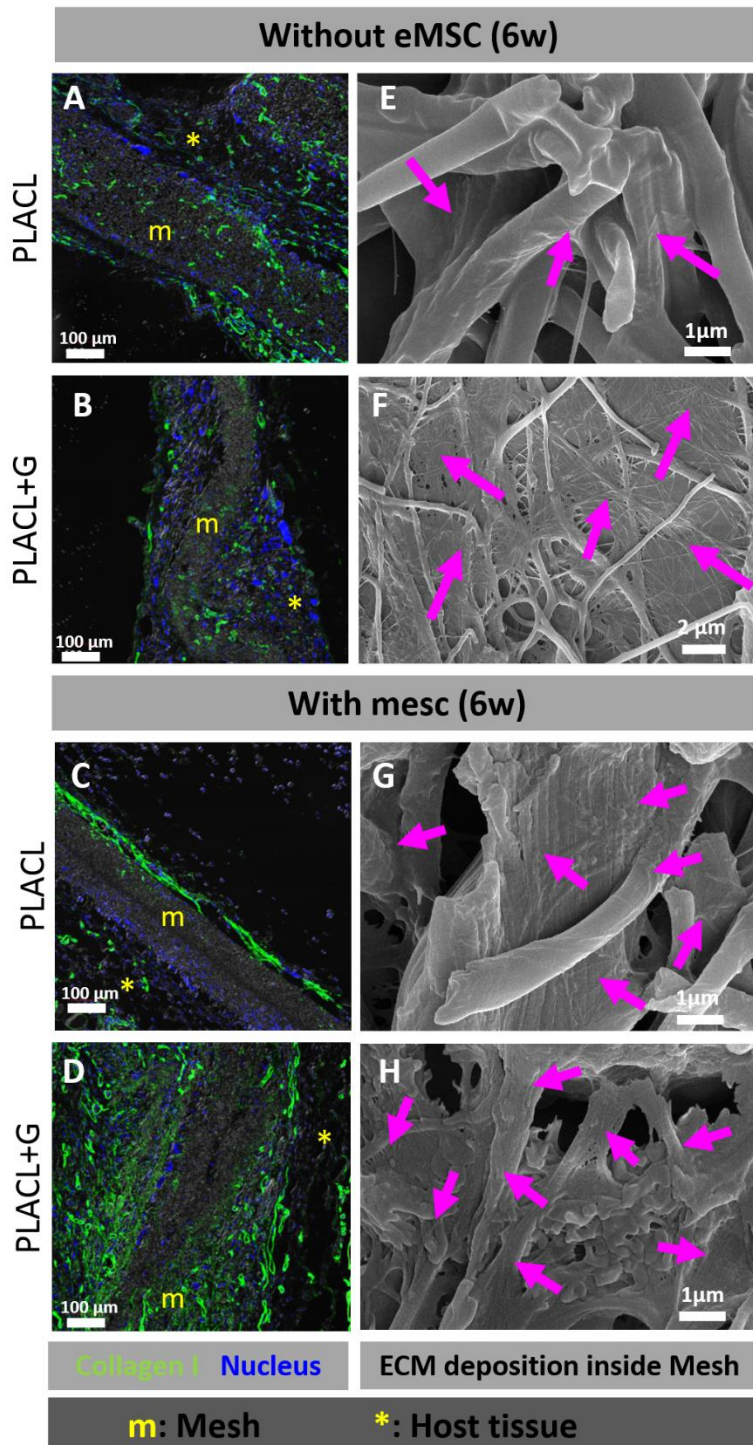 Without eMSC (6w)
PLACL
A
*
m
100 µm
E
1µm
PLACL+G
B
m
*
100 µm
F
2 µm
With mesc (6w)
PLACL
C
m
*
100 µm
G
1µm
PLACL+G
D
*
m
100 µm
H
1µm
Collagen I Nucleus
ECM deposition inside Mesh
m: Mesh *: Host tissue